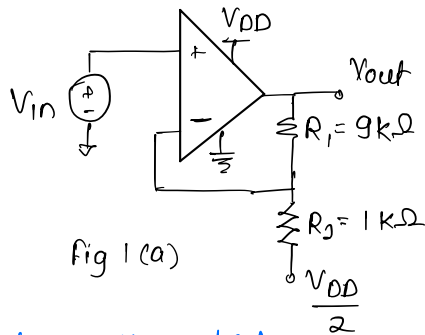 VDD
+
Vin
+
-
-
Vout
R1 = 9kΩ
R2 = 1kΩ
fig 1(a)
VDD
2